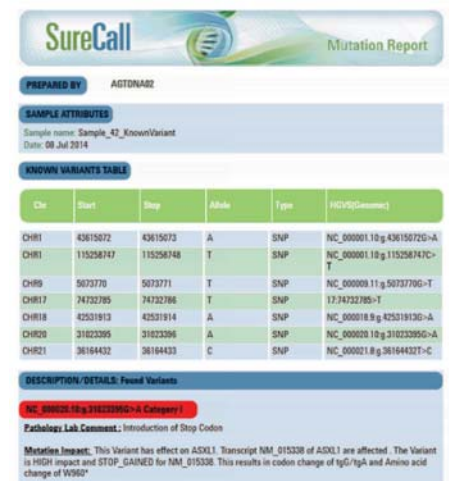 SureCall
Mutation Report
PREPARED BY AGTDNA02
SAMPLE ATTRIBUTES
Sample name: Sample_42_KnownVariant
Date: 08 Jul 2014
KNOWN VARIANTS TABLE
Chr Start Stop Allele Type HGVS(Genomic)
CHR1 43615072 43615073 A SNP NC_000001.10:g.43615072G>A
CHR1 115258747 115258748 T SNP NC_000001.10:g.115258747C>
T
CHR9 5073770 5073771 T SNP NC_000009.11:g.5073770G>T
CHR17 74732785 74732786 T SNP 17:74732785>T
CHR18 42531913 42531914 A SNP NC_000018.9:g.42531913G>A
CHR20 31023395 31023396 A SNP NC_000020.10:g.31023395G>A
CHR21 36164432 36164433 C SNP NC_000021.8:g.36164432T>C
DESCRIPTION/DETAILS: Found Variants
NC_000020.10:g.31023395G>A Category I
Pathology Lab Comment : Introduction of Stop Codon
Mutation Impact: This Variant has effect on ASXL1. Transcript NM_015338 of ASXL1 are affected . The Variant
is HIGH impact and STOP_GAINED for NM_015338. This results in codon change of tgG/tgA and Amino acid
change of W960*